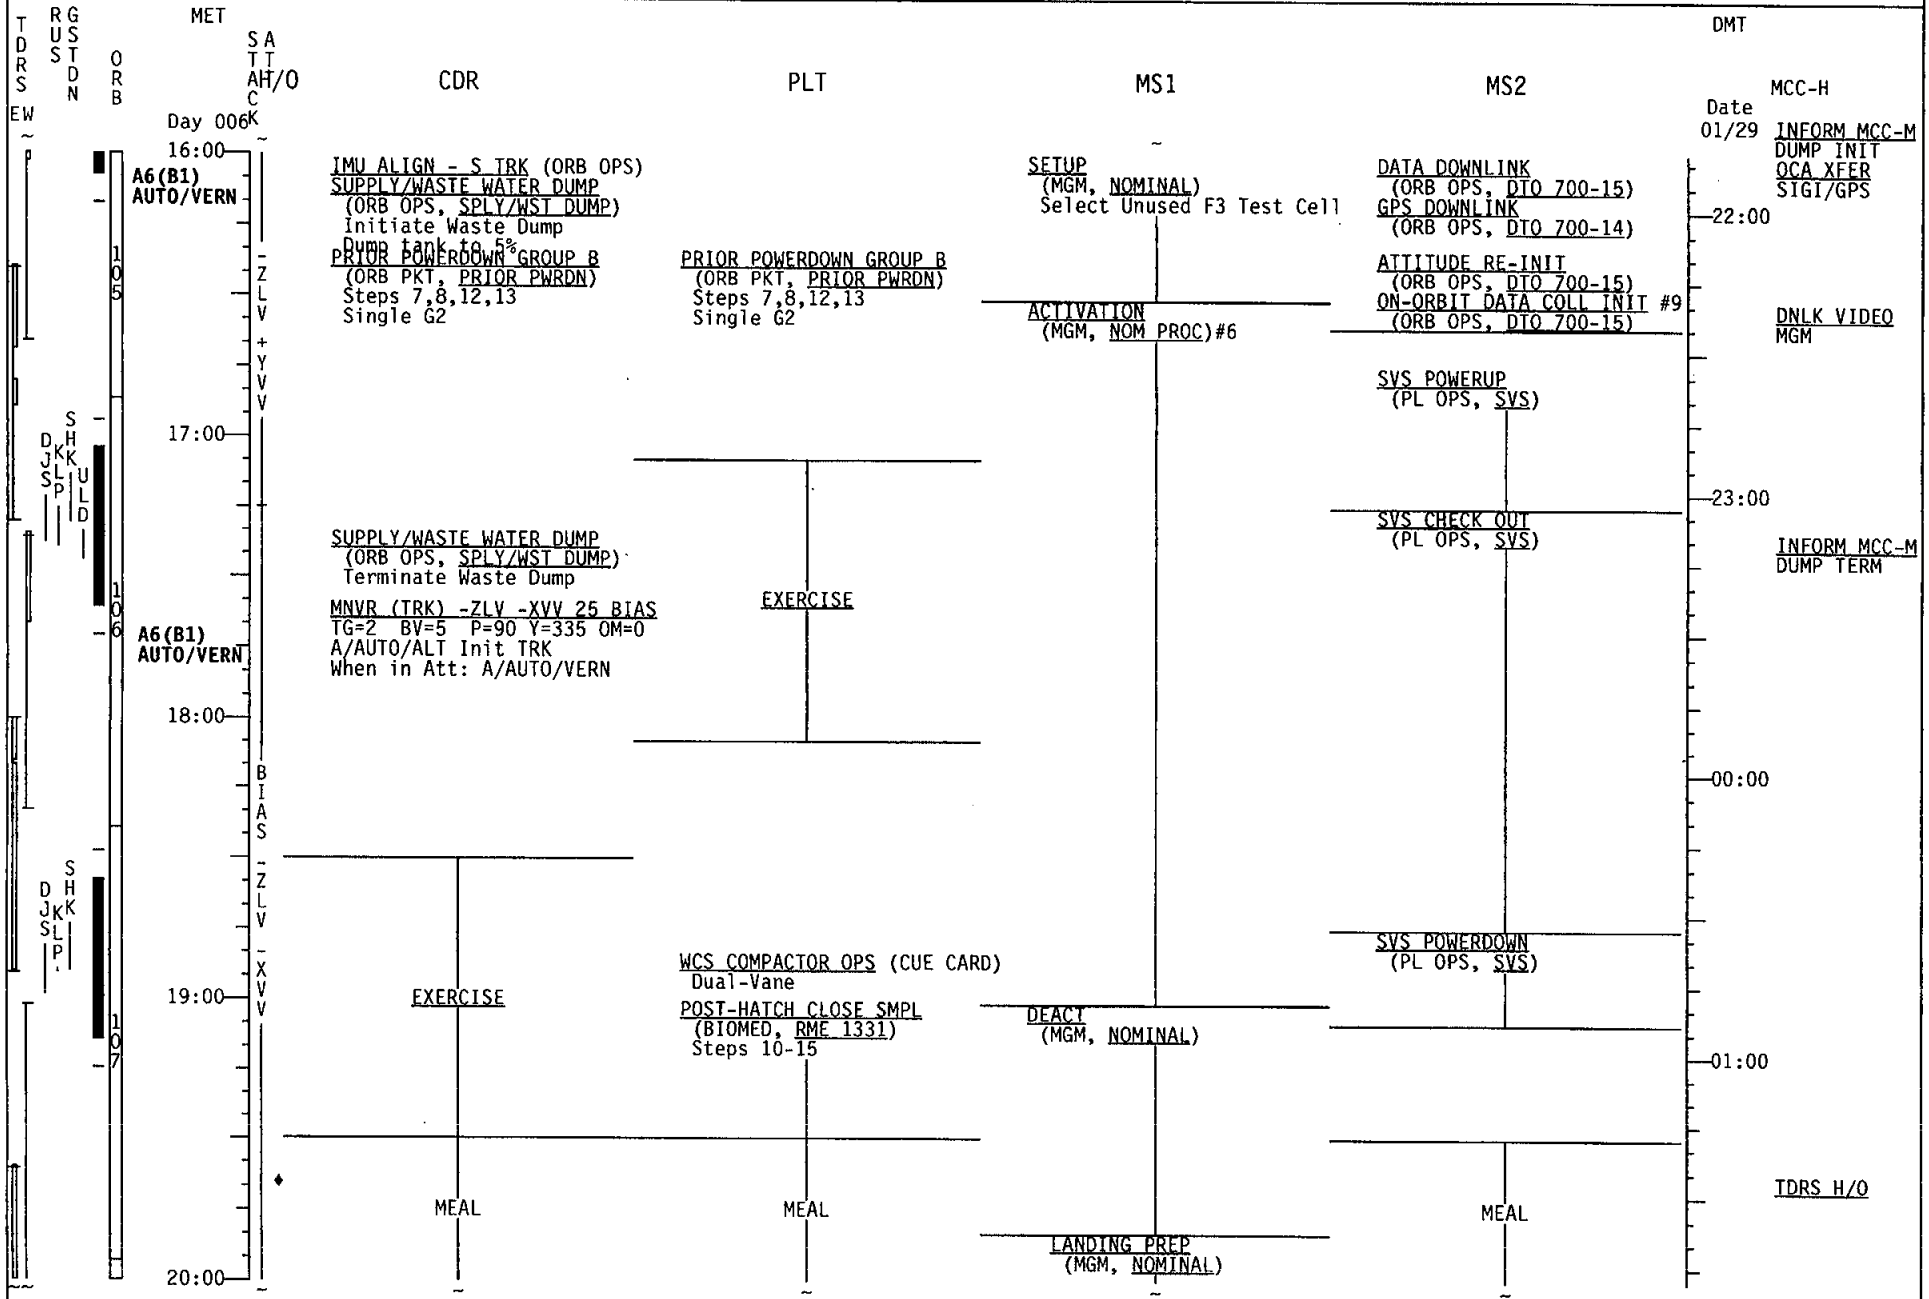 TDRS
EW
RUS
GSTDN
ORB
MET
STACK
ATT
H/O
CDR
PLT
MS1
MS2
DMT
MCC-H
Day 006
Date
01/29
16:00
17:00
18:00
19:00
20:00
A6(B1)
AUTO/VERN
A6(B1)
AUTO/VERN
105
106
107
DJS
KLP
SHK
ULD
DJS
KLP
SHK
-ZLV +YVV
BIAS -ZLV -XVV
IMU ALIGN - S TRK (ORB OPS)
SUPPLY/WASTE WATER DUMP
(ORB OPS, SPLY/WST DUMP)
Initiate Waste Dump
Dump tank to 5%
PRIOR POWERDOWN GROUP B
(ORB PKT, PRIOR PWRDN)
Steps 7,8,12,13
Single G2
SUPPLY/WASTE WATER DUMP
(ORB OPS, SPLY/WST DUMP)
Terminate Waste Dump
MNVR (TRK) -ZLV -XVV 25 BIAS
TG=2 BV=5 P=90 Y=335 OM=0
A/AUTO/ALT Init TRK
When in Att: A/AUTO/VERN
EXERCISE
MEAL
PRIOR POWERDOWN GROUP B
(ORB PKT, PRIOR PWRDN)
Steps 7,8,12,13
Single G2
EXERCISE
WCS COMPACTOR OPS (CUE CARD)
Dual-Vane
POST-HATCH CLOSE SMPL
(BIOMED, RME 1331)
Steps 10-15
MEAL
SETUP
(MGM, NOMINAL)
Select Unused F3 Test Cell
ACTIVATION
(MGM, NOM PROC)#6
DEACT
(MGM, NOMINAL)
LANDING PREP
(MGM, NOMINAL)
DATA DOWNLINK
(ORB OPS, DTO 700-15)
GPS DOWNLINK
(ORB OPS, DTO 700-14)
ATTITUDE RE-INIT
(ORB OPS, DTO 700-15)
ON-ORBIT DATA COLL INIT #9
(ORB OPS, DTO 700-15)
SVS POWERUP
(PL OPS, SVS)
SVS CHECK OUT
(PL OPS, SVS)
SVS POWERDOWN
(PL OPS, SVS)
MEAL
22:00
23:00
00:00
01:00
INFORM MCC-M
DUMP INIT
OCA XFER
SIGI/GPS
DNLK VIDEO
MGM
INFORM MCC-M
DUMP TERM
TDRS H/O